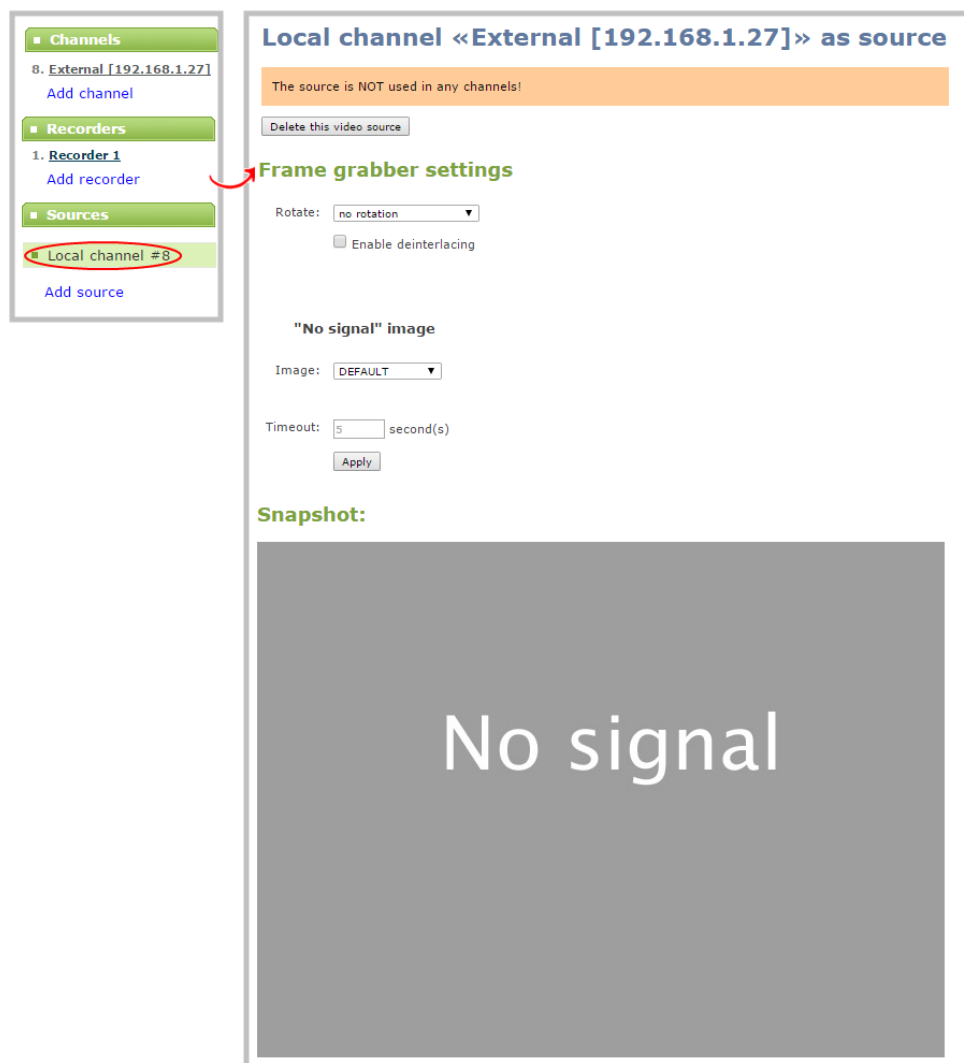 Channels
8. External [192.168.1.27]
Add channel
Recorders
1. Recorder 1
Add recorder
Sources
Local channel #8
Add source
Local channel «External [192.168.1.27]» as source
The source is NOT used in any channels!
Delete this video source
Frame grabber settings
Rotate: no rotation
Enable deinterlacing
"No signal" image
Image: DEFAULT
Timeout: 5 second(s)
Apply
Snapshot:
No signal